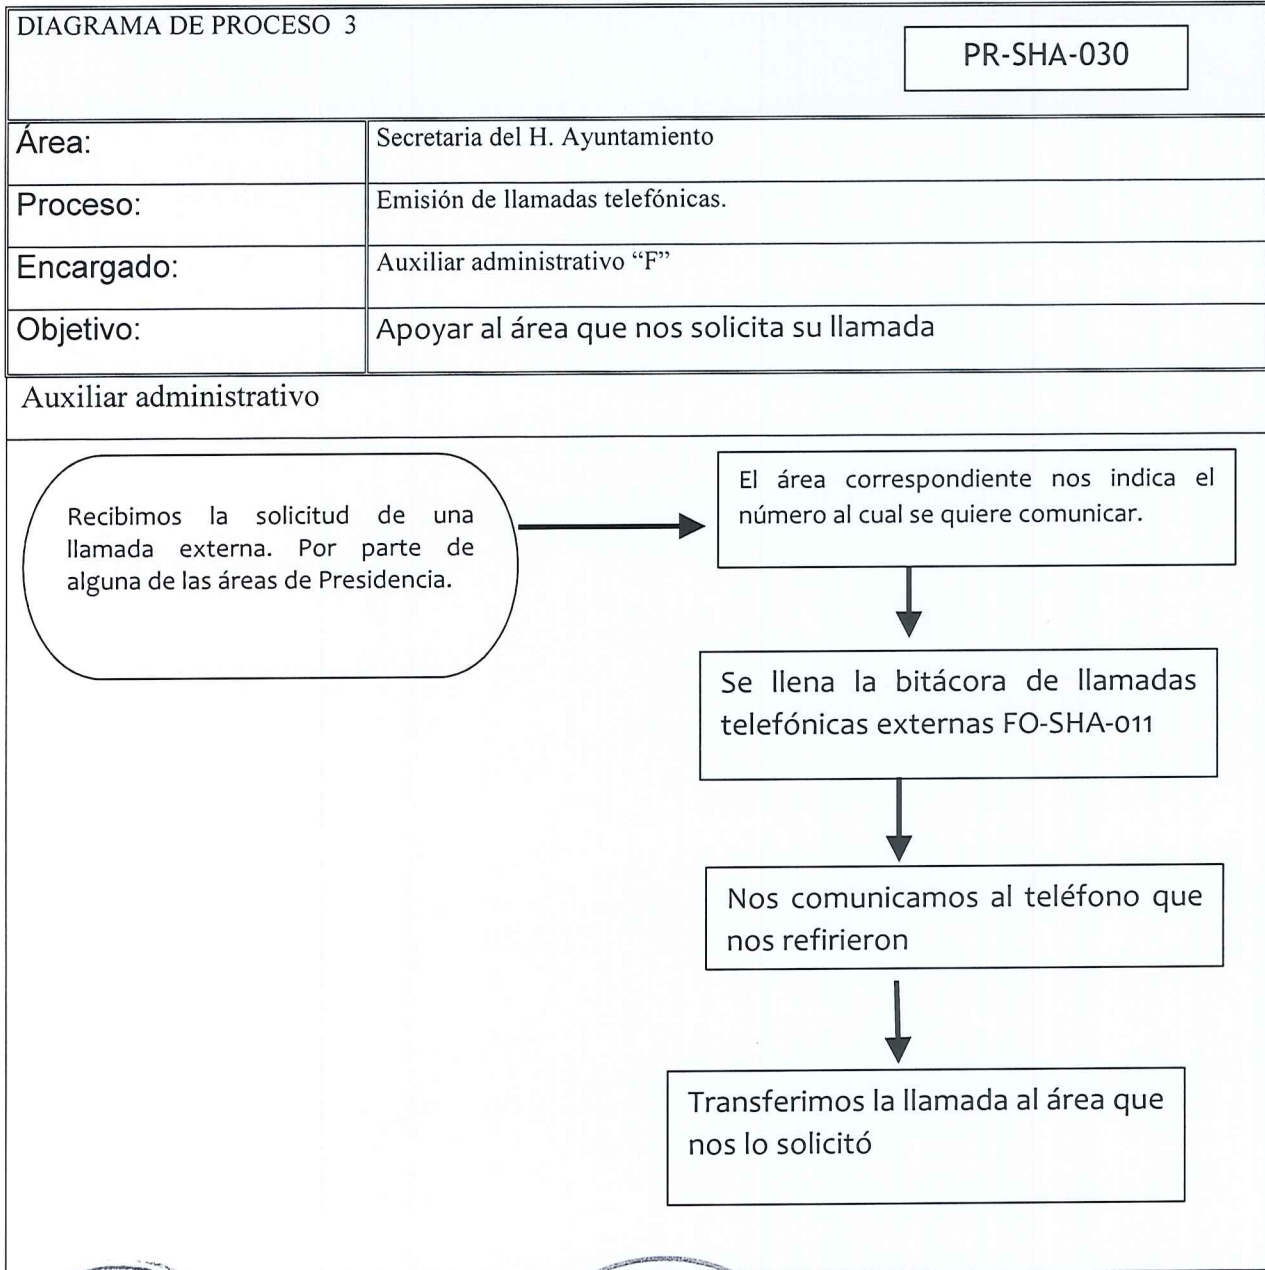 DIAGRAMA DE PROCESO 3
PR-SHA-030
Área:
Secretaria del H. Ayuntamiento
Proceso:
Emisión de llamadas telefónicas.
Encargado:
Auxiliar administrativo “F”
Objetivo:
Apoyar al área que nos solicita su llamada
Auxiliar administrativo
Recibimos la solicitud de una
llamada externa. Por parte de
alguna de las áreas de Presidencia.
El área correspondiente nos indica el
número al cual se quiere comunicar.
Se llena la bitácora de llamadas
telefónicas externas FO-SHA-011
Nos comunicamos al teléfono que
nos refirieron
Transferimos la llamada al área que
nos lo solicitó